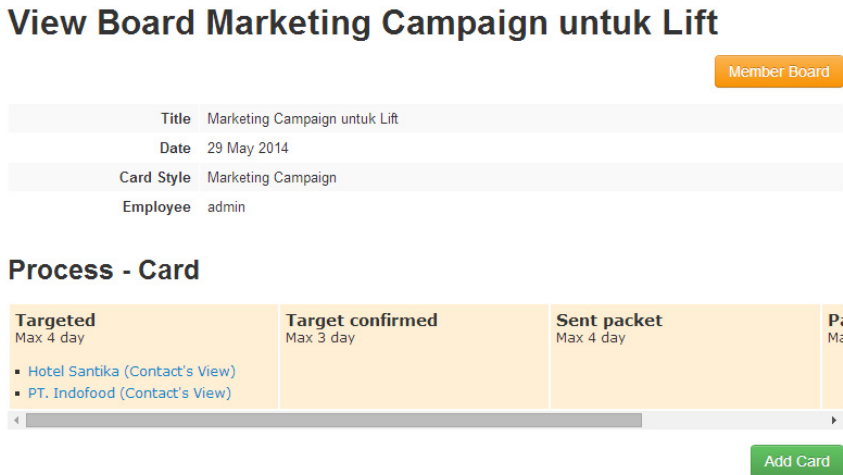 View Board Marketing Campaign untuk Lift
Member Board
Title Marketing Campaign untuk Lift
Date 29 May 2014
Card Style Marketing Campaign
Employee admin
Process - Card
Targeted Target confirmed Sent packet
Max 4 day Max 3 day Max 4 day
Hotel Santika (Contact's View)
PT. Indofood (Contact's View)
Add Card